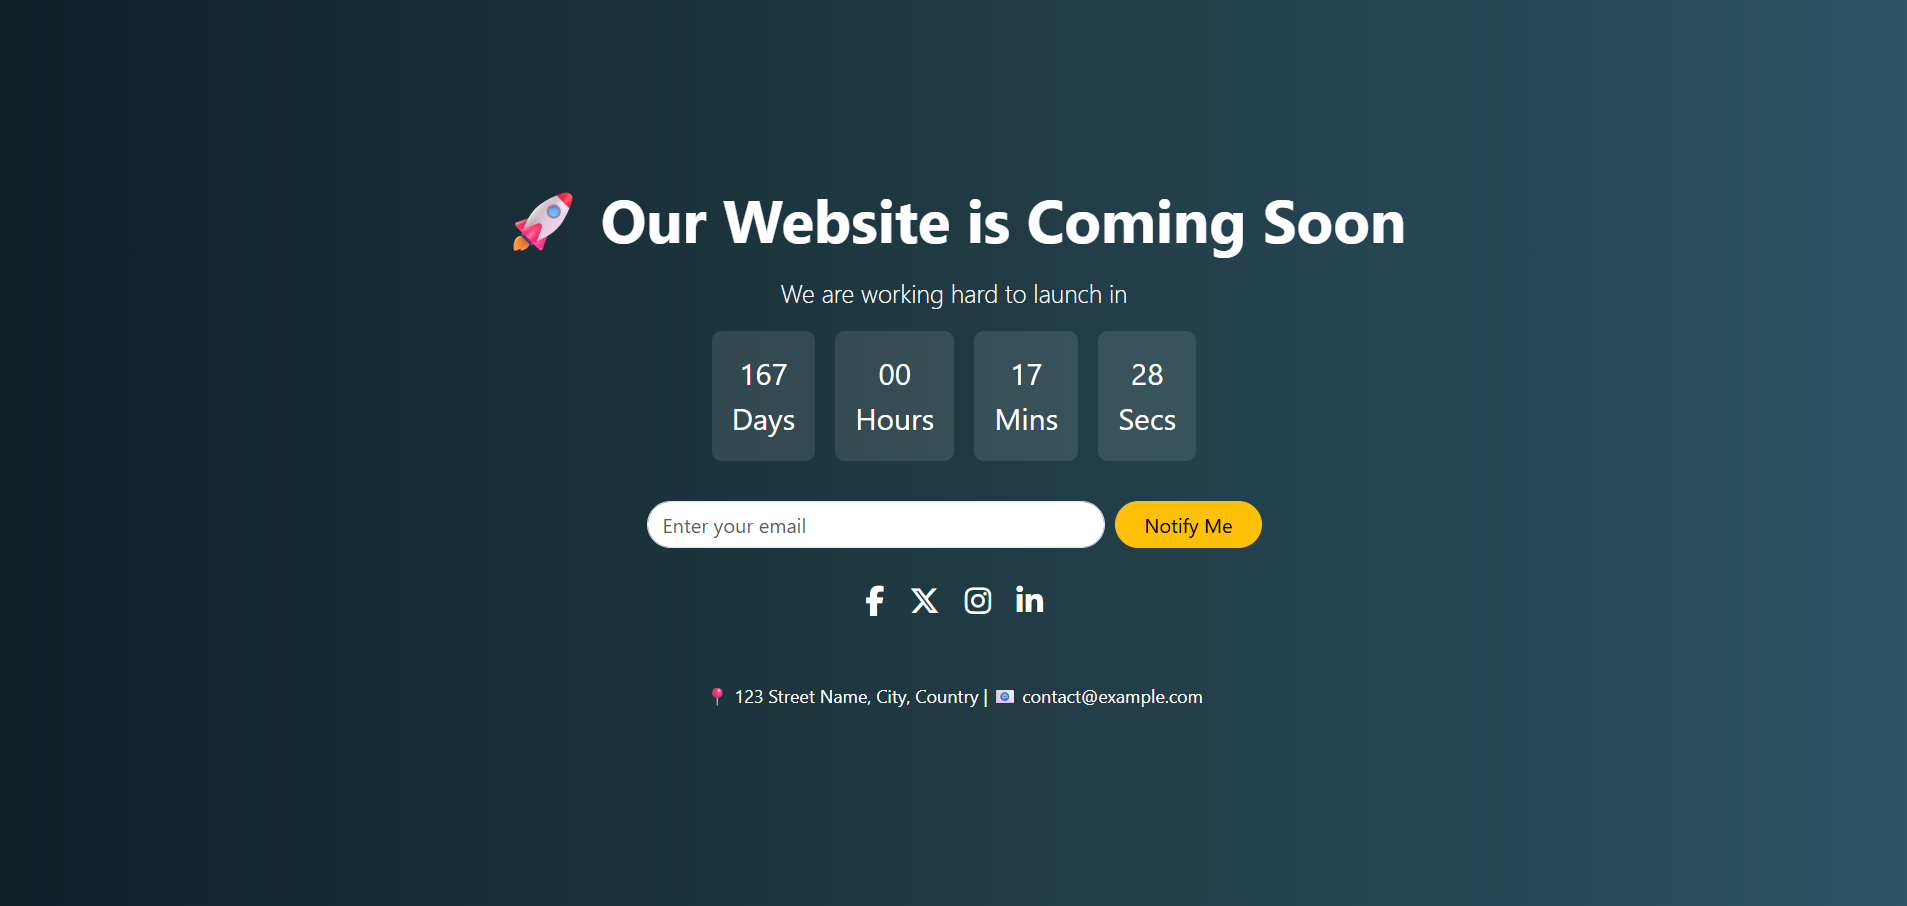 🚀 Our Website is Coming Soon
We are working hard to launch in
167 00 17 28
Days Hours Mins Secs
Enter your email Notify Me
📍 123 Street Name, City, Country | 📧 contact@example.com